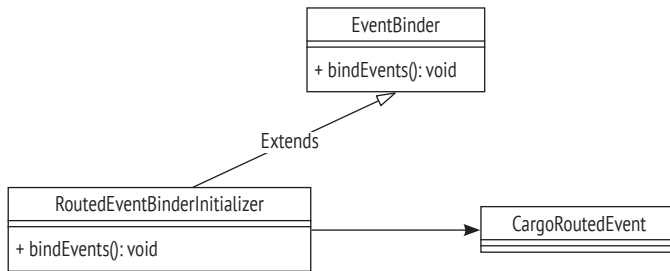 EventBinder
+ bindEvents(): void
Extends
RoutedEventBinderInitializer
+ bindEvents(): void
CargoRoutedEvent